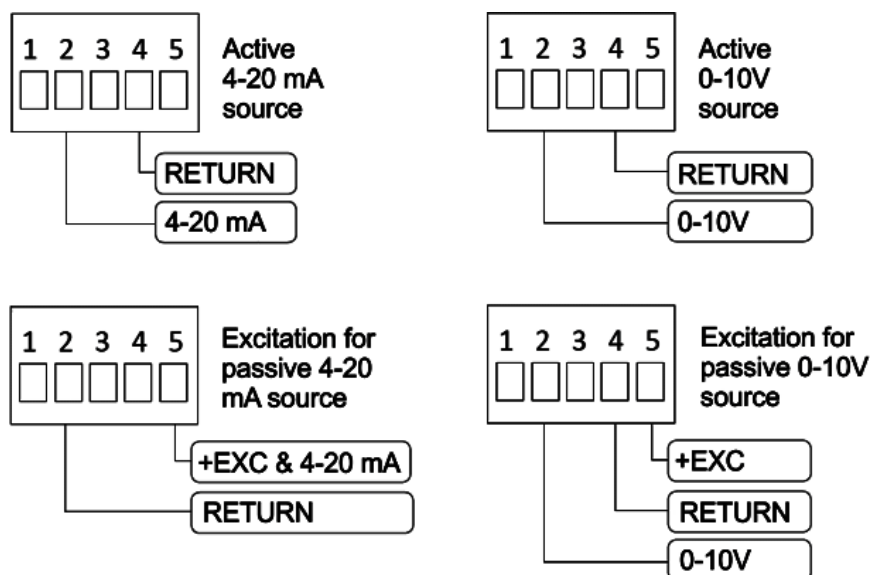 1 2 3 4 5
Active
4-20 mA
source
RETURN
4-20 mA
1 2 3 4 5
Active
0-10V
source
RETURN
0-10V
1 2 3 4 5
Excitation for
passive 4-20
mA source
+EXC & 4-20 mA
RETURN
1 2 3 4 5
Excitation for
passive 0-10V
source
+EXC
RETURN
0-10V